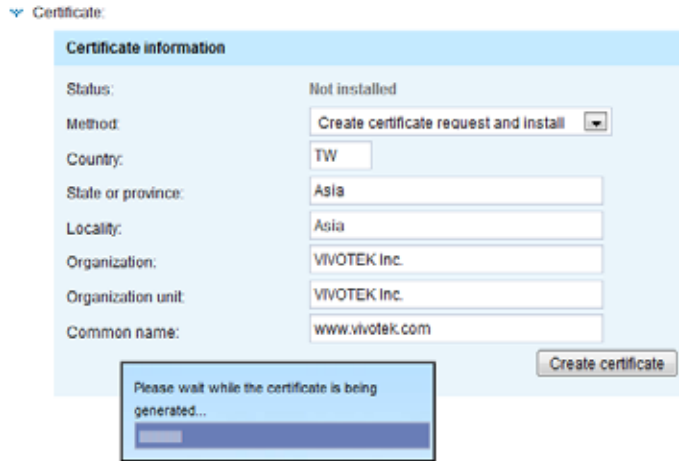 Certificate:
Certificate information
Status: Not installed
Method: Create certificate request and install
Country: TW
State or province: Asia
Locality: Asia
Organization: VIVOTEK Inc.
Organization unit: VIVOTEK Inc.
Common name: www.vivotek.com
Create certificate
Please wait while the certificate is being
generated...